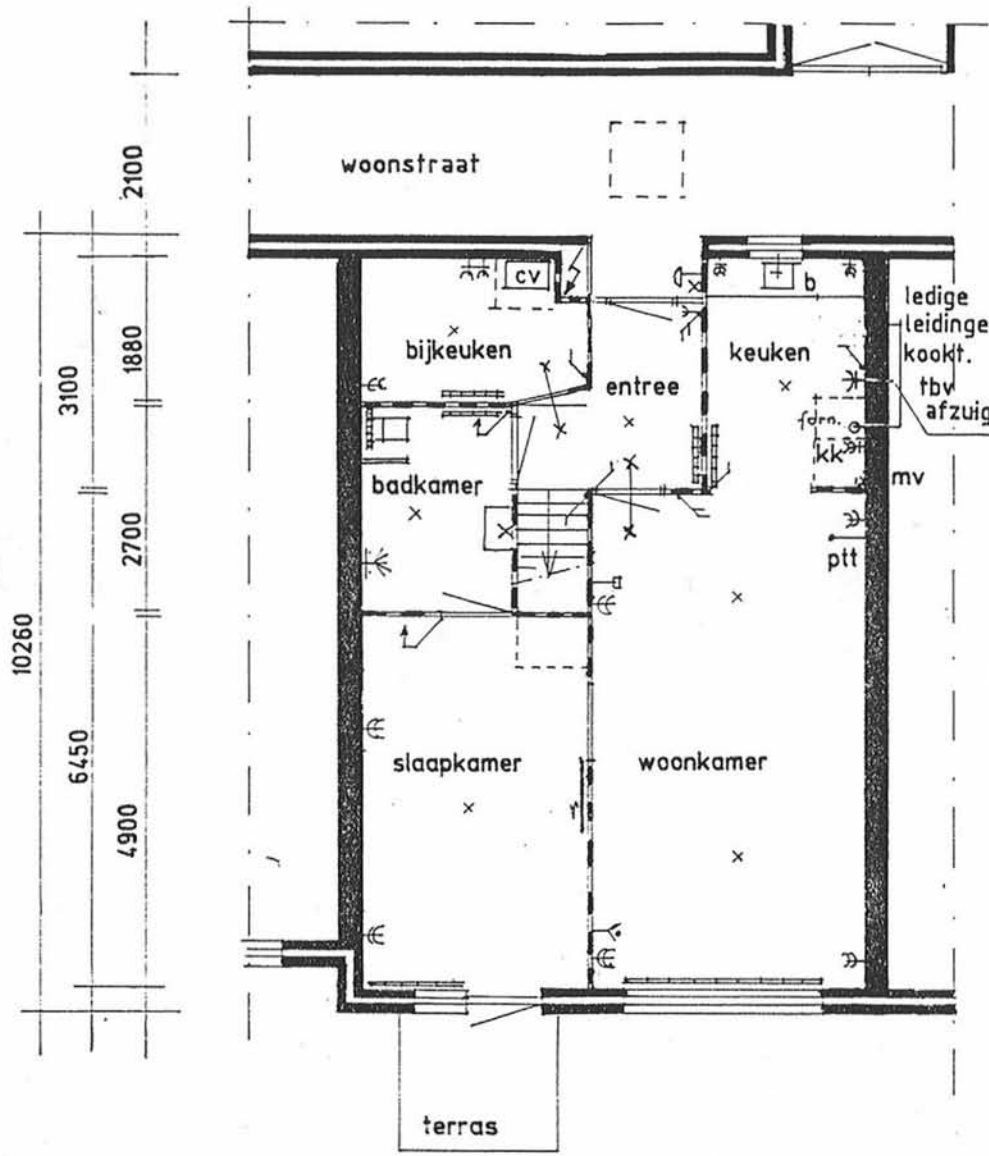 woonstraat
2100
cv
b
ledige
leidinge
kookt.
tbv
afzuig
bijkeuken
entree
keuken
1880
3100
forn.
kk
mv
badkamer
2700
ptt
10260
6450
slaapkamer
woonkamer
4900
terras